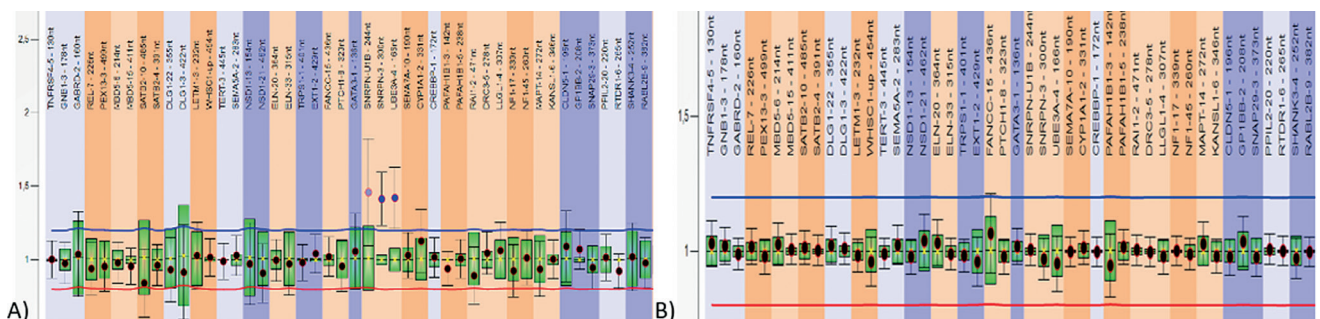 2,5
2
1,5
1
TNFRSF4-5 - 130nt
GNB1-3 - 178nt
GABRD-2 - 160nt
REL-7 - 226nt
PEX13-3 - 499nt
MBD5-6 - 214nt
MBD5-15 - 411nt
SATB2-10 - 485nt
SATB2-4 - 391nt
DLG1-22 - 355nt
DLG1-3 - 422nt
LETM1-3 - 232nt
WHSC1-up - 454nt
TERT-3 - 445nt
SEMA5A-2 - 283nt
NSD1-13 - 154nt
NSD1-21 - 462nt
ELN-20 - 364nt
ELN-33 - 315nt
TRPS1-1 - 401nt
EXT1-2 - 429nt
FANCC-15 - 436nt
PTCH1-8 - 323nt
GATA3-1 - 136nt
SNRPN-U1B - 244nt
SNRPN-3 - 300nt
UBE3A-4 - 166nt
SEMA7A-10 - 190nt
CYP1A1-2 - 331nt
CREBBP-1 - 172nt
PAFAH1B1-3 - 142nt
PAFAH1B1-5 - 238nt
RAI1-2 - 471nt
DRC3-5 - 278nt
LLGL1-4 - 185nt
NF1-17 - 339nt
NF1-45 - 260nt
MAPT-14 - 272nt
KANSL1-6 - 346nt
CLDN5-1 - 196nt
GP1BB-2 - 208nt
SNAP29-3 - 373nt
PPIL2-20 - 220nt
RTDR1-6 - 265nt
SHANK3-4 - 252nt
RABL2B-9 - 382nt
A)
1,5
1
TNFRSF4-5 - 130nt
GNB1-3 - 178nt
GABRD-2 - 160nt
REL-7 - 226nt
PEX13-3 - 499nt
MBD5-6 - 214nt
MBD5-15 - 411nt
SATB2-10 - 485nt
SATB2-4 - 391nt
DLG1-22 - 355nt
DLG1-3 - 422nt
LETM1-3 - 232nt
WHSC1-up - 454nt
TERT-3 - 445nt
SEMA5A-2 - 283nt
NSD1-13 - 154nt
NSD1-21 - 462nt
ELN-20 - 364nt
ELN-33 - 315nt
TRPS1-1 - 401nt
EXT1-2 - 429nt
FANCC-15 - 436nt
PTCH1-8 - 323nt
GATA3-1 - 136nt
SNRPN-U1B - 244nt
SNRPN-3 - 300nt
UBE3A-4 - 166nt
SEMA7A-10 - 190nt
CYP1A1-2 - 331nt
CREBBP-1 - 172nt
PAFAH1B1-3 - 142nt
PAFAH1B1-5 - 238nt
RAI1-2 - 471nt
DRC3-5 - 278nt
LLGL1-4 - 185nt
NF1-17 - 339nt
NF1-45 - 260nt
MAPT-14 - 272nt
KANSL1-6 - 346nt
CLDN5-1 - 196nt
GP1BB-2 - 208nt
SNAP29-3 - 373nt
PPIL2-20 - 220nt
RTDR1-6 - 265nt
SHANK3-4 - 252nt
RABL2B-9 - 382nt
B)